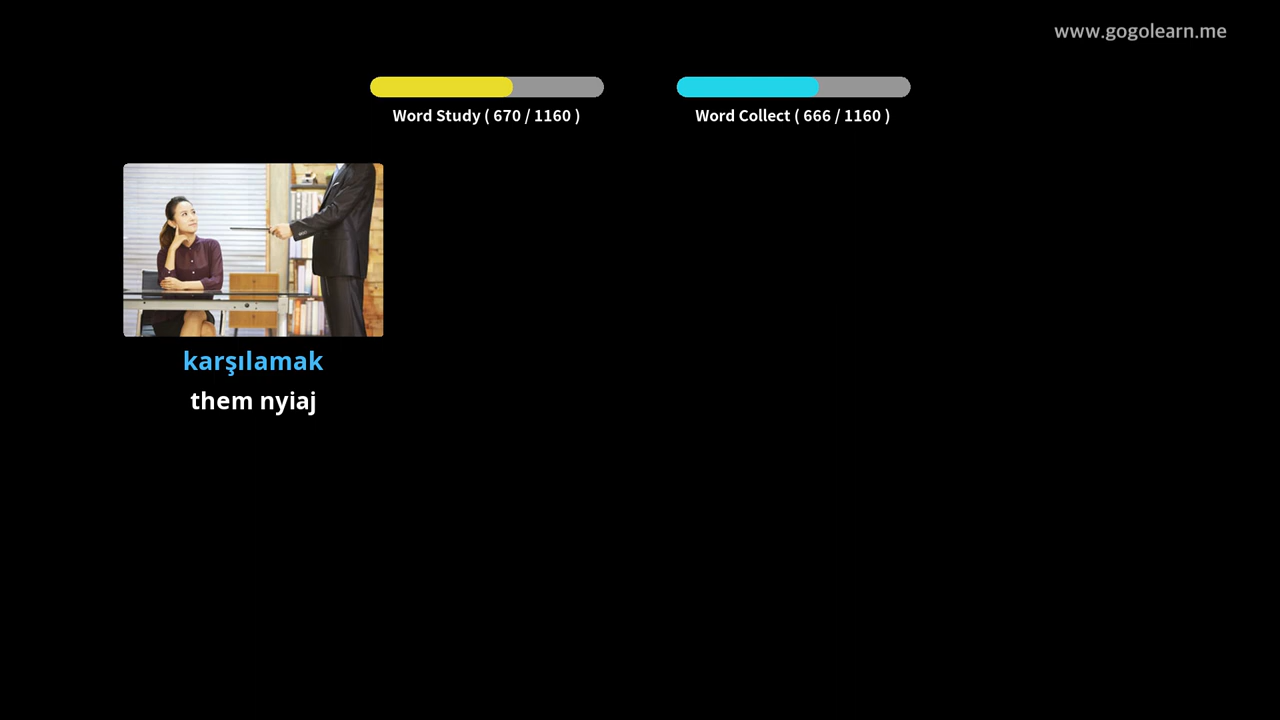 www.gogolearn.me
Word Study ( 670 / 1160 )
Word Collect ( 666 / 1160 )
karşılamak
them nyiaj